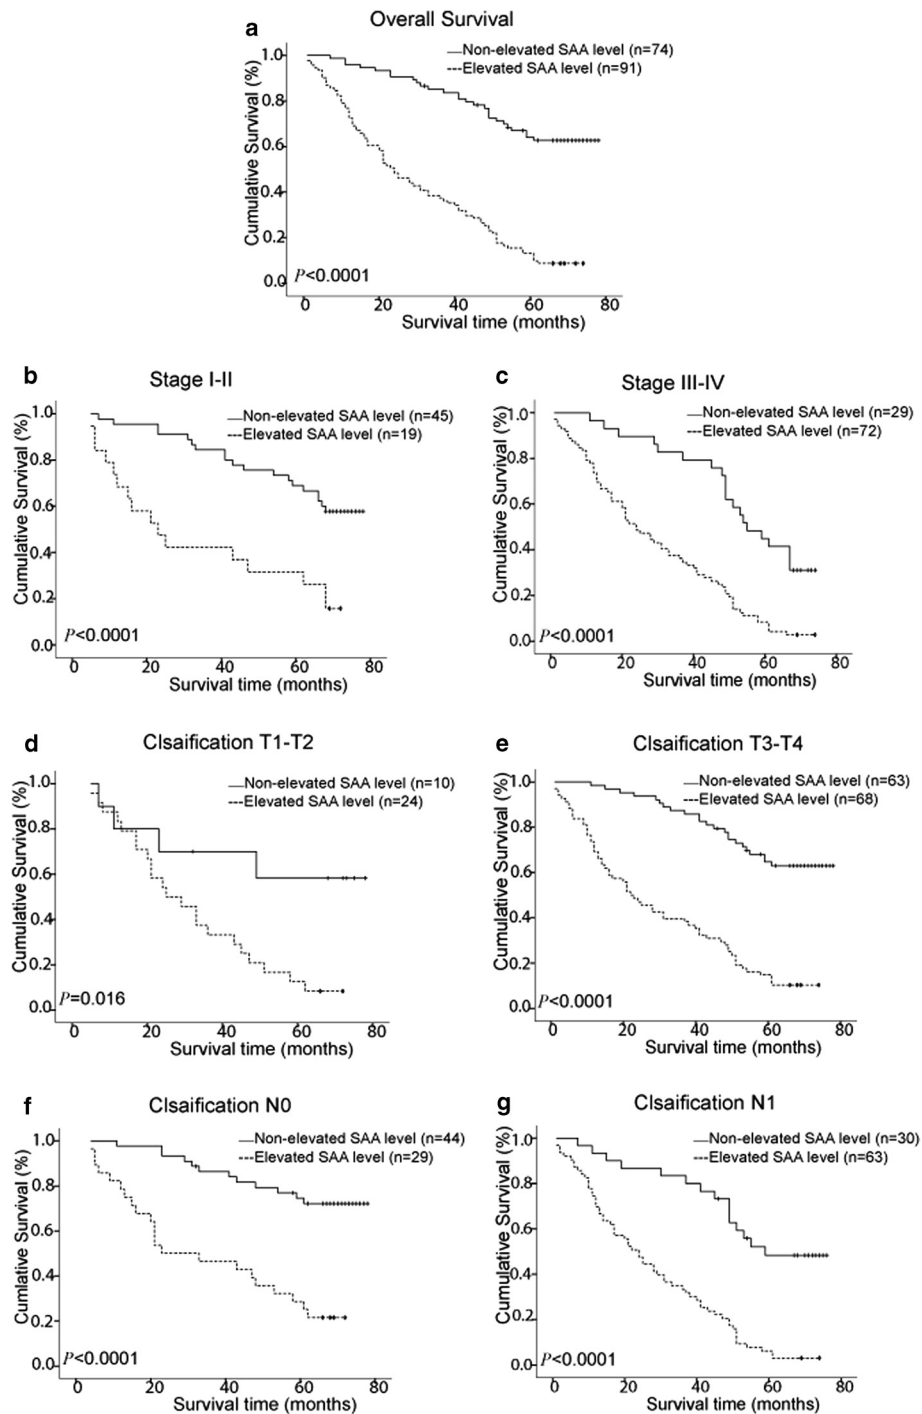 a
Overall Survival
Non-elevated SAA level (n=74)
Elevated SAA level (n=91)
Cumulative Survival (%)
1.0
0.8
0.6
0.4
0.2
0.0
P<0.0001
0 20 40 60 80
Survival time (months)
b
Stage I-II
Non-elevated SAA level (n=45)
Elevated SAA level (n=19)
Cumulative Survival (%)
1.0
0.8
0.6
0.4
0.2
0.0
P<0.0001
0 20 40 60 80
Survival time (months)
c
Stage III-IV
Non-elevated SAA level (n=29)
Elevated SAA level (n=72)
Cumulative Survival (%)
1.0
0.8
0.6
0.4
0.2
0.0
P<0.0001
0 20 40 60 80
Survival time (months)
d
Clsaification T1-T2
Non-elevated SAA level (n=10)
Elevated SAA level (n=24)
Cumulative Survival (%)
1.0
0.8
0.6
0.4
0.2
0.0
P=0.016
0 20 40 60 80
Survival time (months)
e
Clsaification T3-T4
Non-elevated SAA level (n=63)
Elevated SAA level (n=68)
Cumulative Survival (%)
1.0
0.8
0.6
0.4
0.2
0.0
P<0.0001
0 20 40 60 80
Survival time (months)
f
Clsaification N0
Non-elevated SAA level (n=44)
Elevated SAA level (n=29)
Cumlative Survival (%)
1.0
0.8
0.6
0.4
0.2
0.0
P<0.0001
0 20 40 60 80
Survival time (months)
g
Clsaification N1
Non-elevated SAA level (n=30)
Elevated SAA level (n=63)
Cumulative Survival (%)
1.0
0.8
0.6
0.4
0.2
0.0
P<0.0001
0 20 40 60 80
Survival time (months)